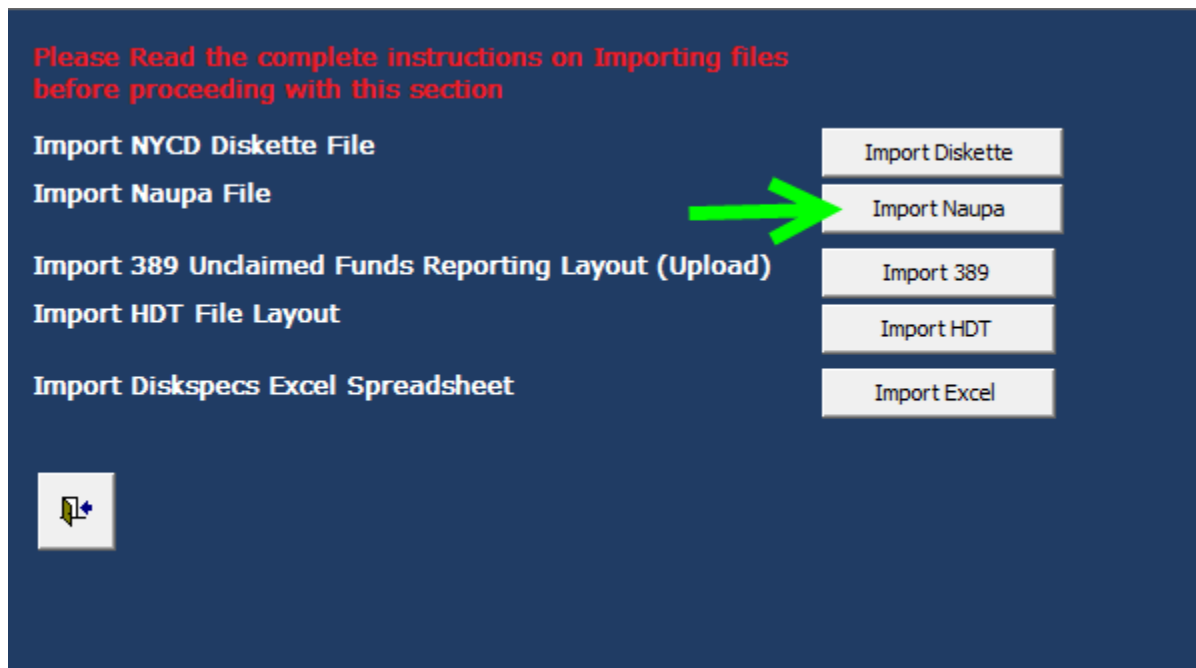 Please Read the complete instructions on Importing files
before proceeding with this section
Import NYCD Diskette File
Import Diskette
Import Naupa File
Import Naupa
Import 389 Unclaimed Funds Reporting Layout (Upload)
Import 389
Import HDT File Layout
Import HDT
Import Diskspecs Excel Spreadsheet
Import Excel